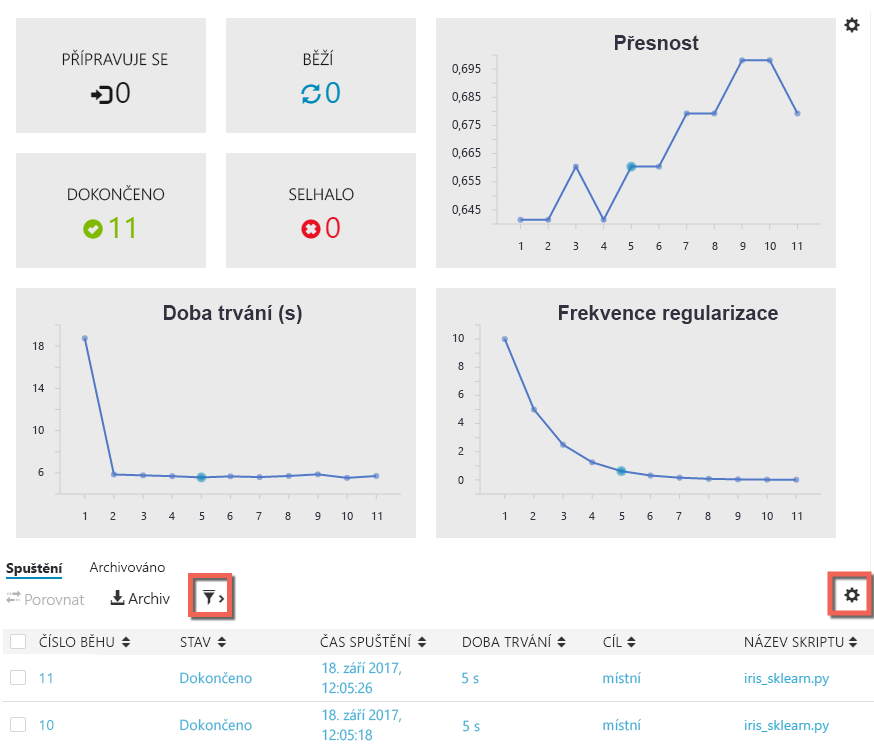 PŘÍPRAVUJE SE
0
BĚŽÍ
0
DOKONČENO
11
SELHALO
0
Přesnost
0,695
0,685
0,675
0,665
0,655
0,645
1 2 3 4 5 6 7 8 9 10 11
Doba trvání (s)
18
14
10
6
1 2 3 4 5 6 7 8 9 10 11
Frekvence regularizace
10
8
6
4
2
0
1 2 3 4 5 6 7 8 9 10 11
Spuštění Archivováno
Porovnat Archiv
ČÍSLO BĚHU STAV ČAS SPUŠTĚNÍ DOBA TRVÁNÍ CÍL NÁZEV SKRIPTU
11 Dokončeno 18. září 2017, 12:05:26 5 s místní iris_sklearn.py
10 Dokončeno 18. září 2017, 12:05:18 5 s místní iris_sklearn.py